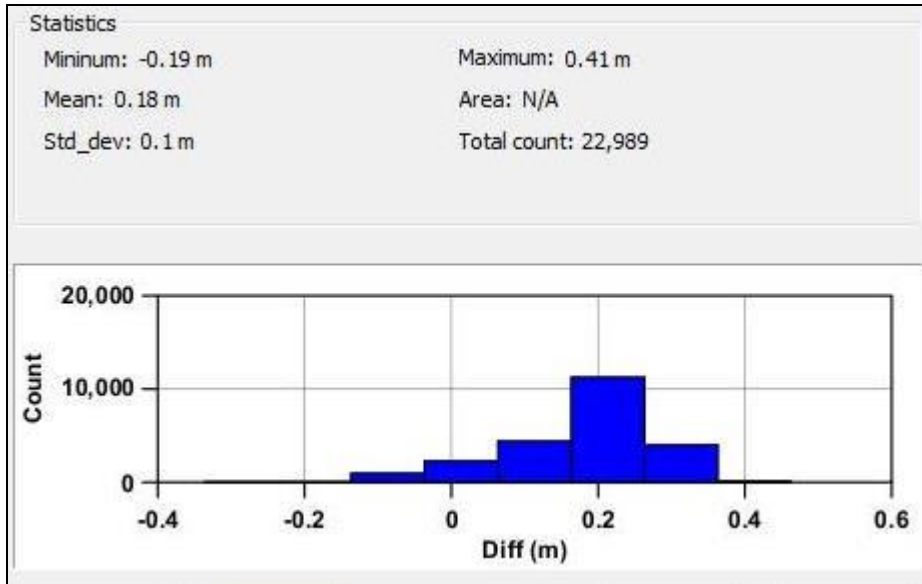 Statistics
Mininum: -0.19 m
Maximum: 0.41 m
Mean: 0.18 m
Area: N/A
Std_dev: 0.1 m
Total count: 22,989
20,000
10,000
0
Count
-0.4 -0.2 0 0.2 0.4 0.6
Diff (m)